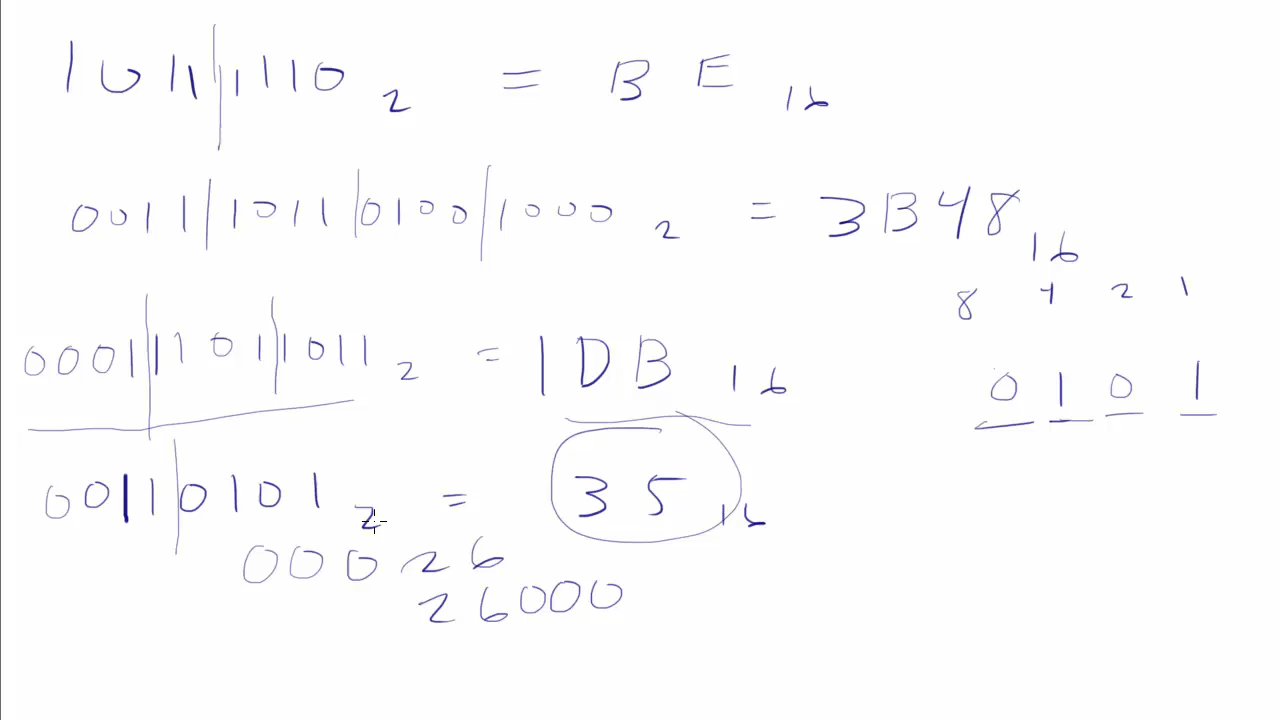 1011|1110 2 = BE 16
0011|1011|0100|1000 2 = 3B48 16
8 4 2 1
0001|1101|1011 2 = 1DB 16
0 1 0 1
0011|0101 2 = 35 16
00026
26000